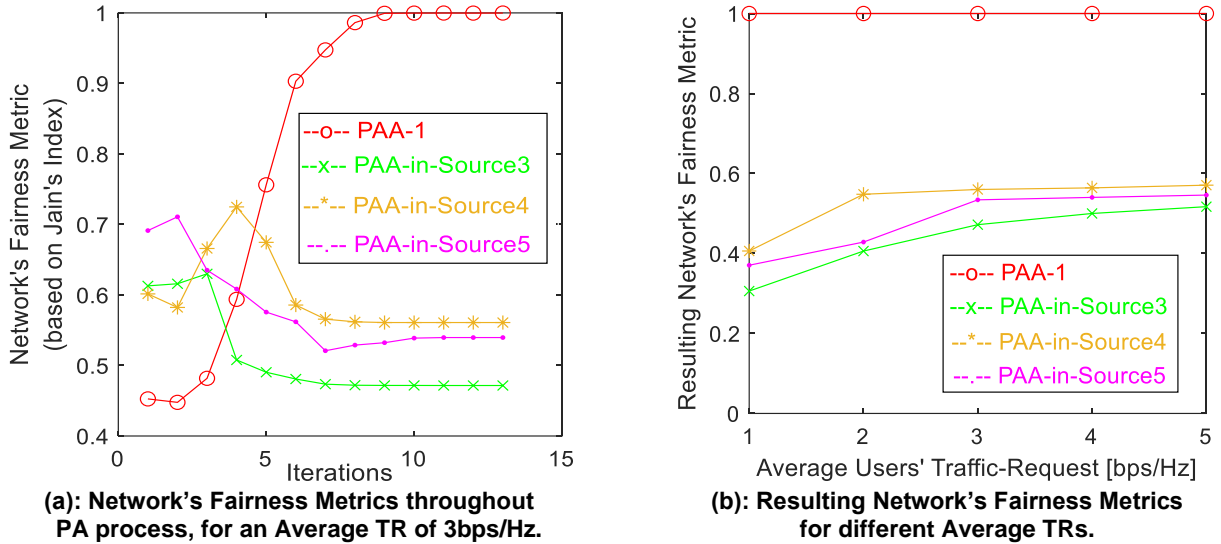 Network's Fairness Metric
(based on Jain's Index)
1
0.9
0.8
0.7
0.6
0.5
0.4
0
5
10
15
Iterations
--o-- PAA-1
--x-- PAA-in-Source3
--*-- PAA-in-Source4
--.-- PAA-in-Source5
(a): Network's Fairness Metrics throughout
PA process, for an Average TR of 3bps/Hz.
Resulting Network's Fairness Metric
1
0.8
0.6
0.4
0.2
0
1
2
3
4
5
Average Users' Traffic-Request [bps/Hz]
--o-- PAA-1
--x-- PAA-in-Source3
--*-- PAA-in-Source4
--.-- PAA-in-Source5
(b): Resulting Network's Fairness Metrics
for different Average TRs.